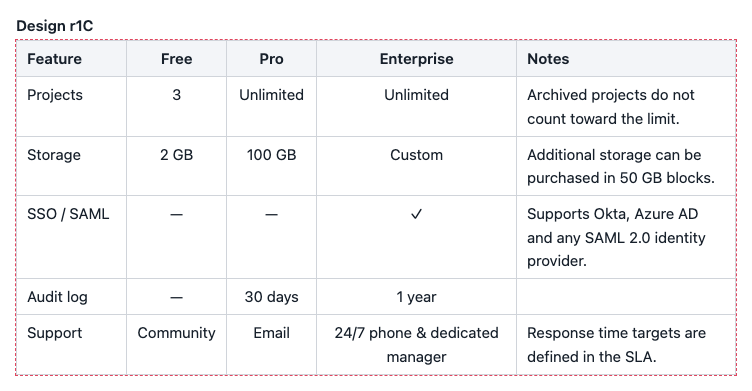 Design r1C
Feature Free Pro Enterprise Notes
Projects 3 Unlimited Unlimited Archived projects do not
count toward the limit.
Storage 2 GB 100 GB Custom Additional storage can be
purchased in 50 GB blocks.
SSO / SAML — — ✓ Supports Okta, Azure AD
and any SAML 2.0 identity
provider.
Audit log — 30 days 1 year
Support Community Email 24/7 phone & dedicated Response time targets are
manager defined in the SLA.